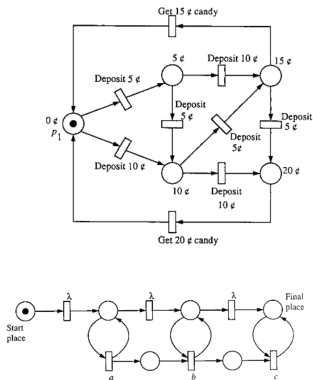 Get 15 ¢ candy
5 ¢
Deposit 10 ¢
15 ¢
Deposit 5 ¢
0 ¢
p1
Deposit
5 ¢
Deposit
5 ¢
Deposit
5¢
Deposit 10 ¢
20 ¢
10 ¢
Deposit
10 ¢
Get 20 ¢ candy
λ
λ
λ
Final
place
Start
place
a
b
c